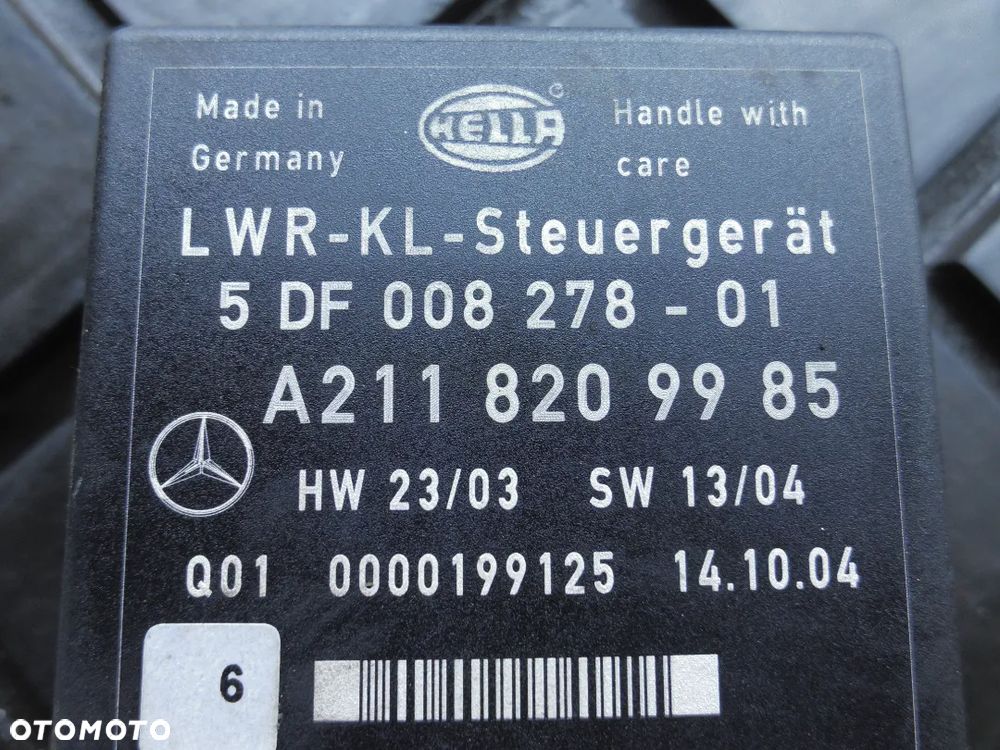 Made in
Germany
HELLA
Handle with
care
LWR-KL-Steuergerät
5 DF 008 278 - 01
A211 820 99 85
HW 23/03 SW 13/04
Q01 0000199125 14.10.04
6
OTOMOTO